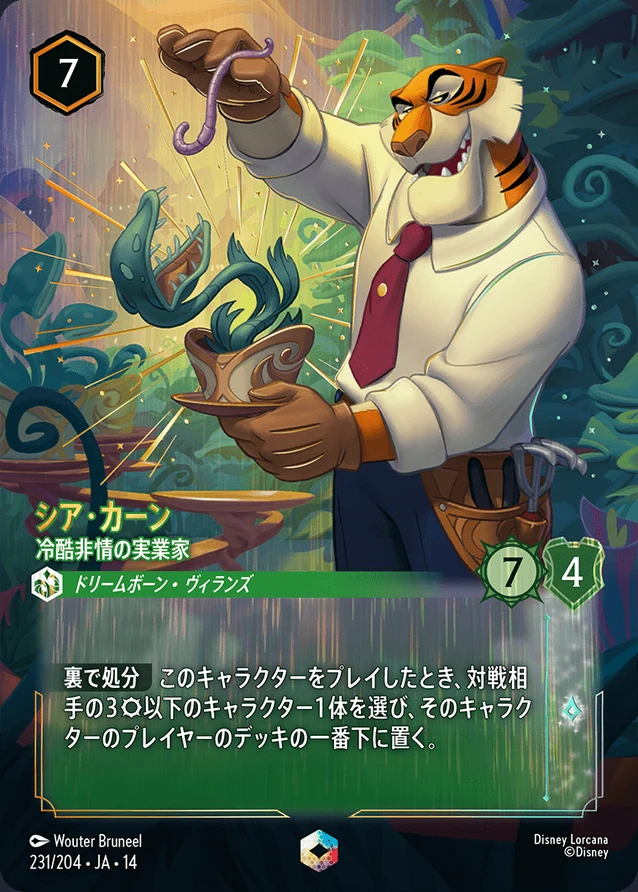 7
シア・カーン
冷酷非情の実業家
ドリームボーン・ヴィランズ
7
4
裏で処分 このキャラクターをプレイしたとき、対戦相
手の3以下のキャラクター1体を選び、そのキャラク
ターのプレイヤーのデッキの一番下に置く。
Wouter Bruneel
231/204・JA・14
Disney Lorcana
©Disney